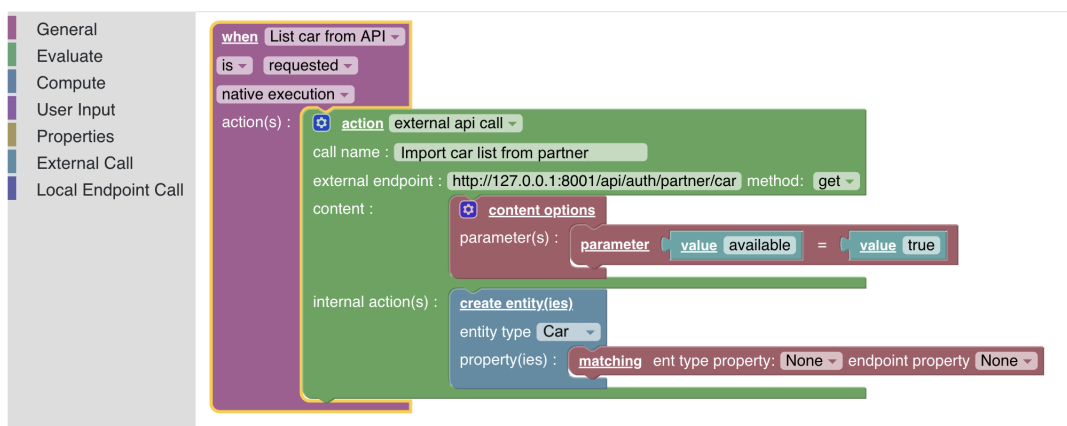 General
Evaluate
Compute
User Input
Properties
External Call
Local Endpoint Call
when List car from API
is requested
native execution
action(s) : action external api call
call name : Import car list from partner
external endpoint : http://127.0.0.1:8001/api/auth/partner/car method: get
content : content options
parameter(s) : parameter value available = value true
internal action(s) : create entity(ies)
entity type Car
property(ies) : matching ent type property: None endpoint property None